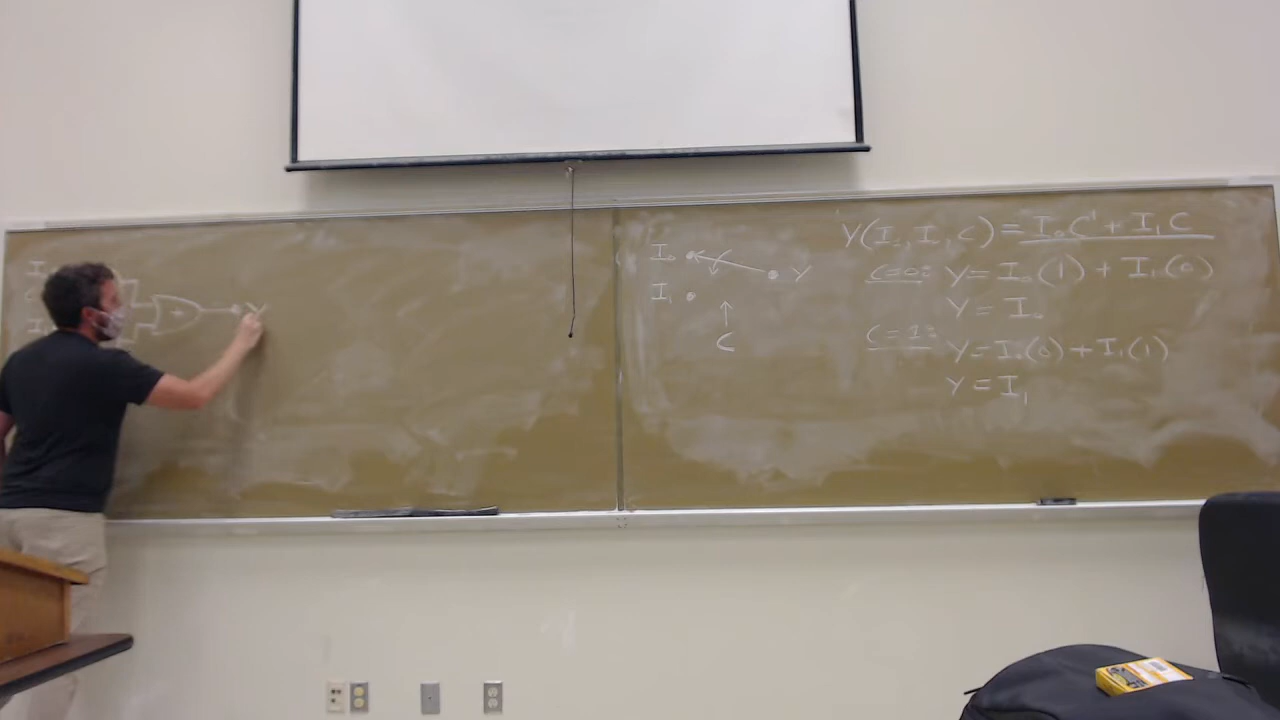 I
I
+
Y
I₀
Y
I₁
C
Y(I₀, I₁, C) = I₀C' + I₁C
C=0: Y = I₀(1) + I₁(0)
Y = I₀
C=1: Y = I₀(0) + I₁(1)
Y = I₁